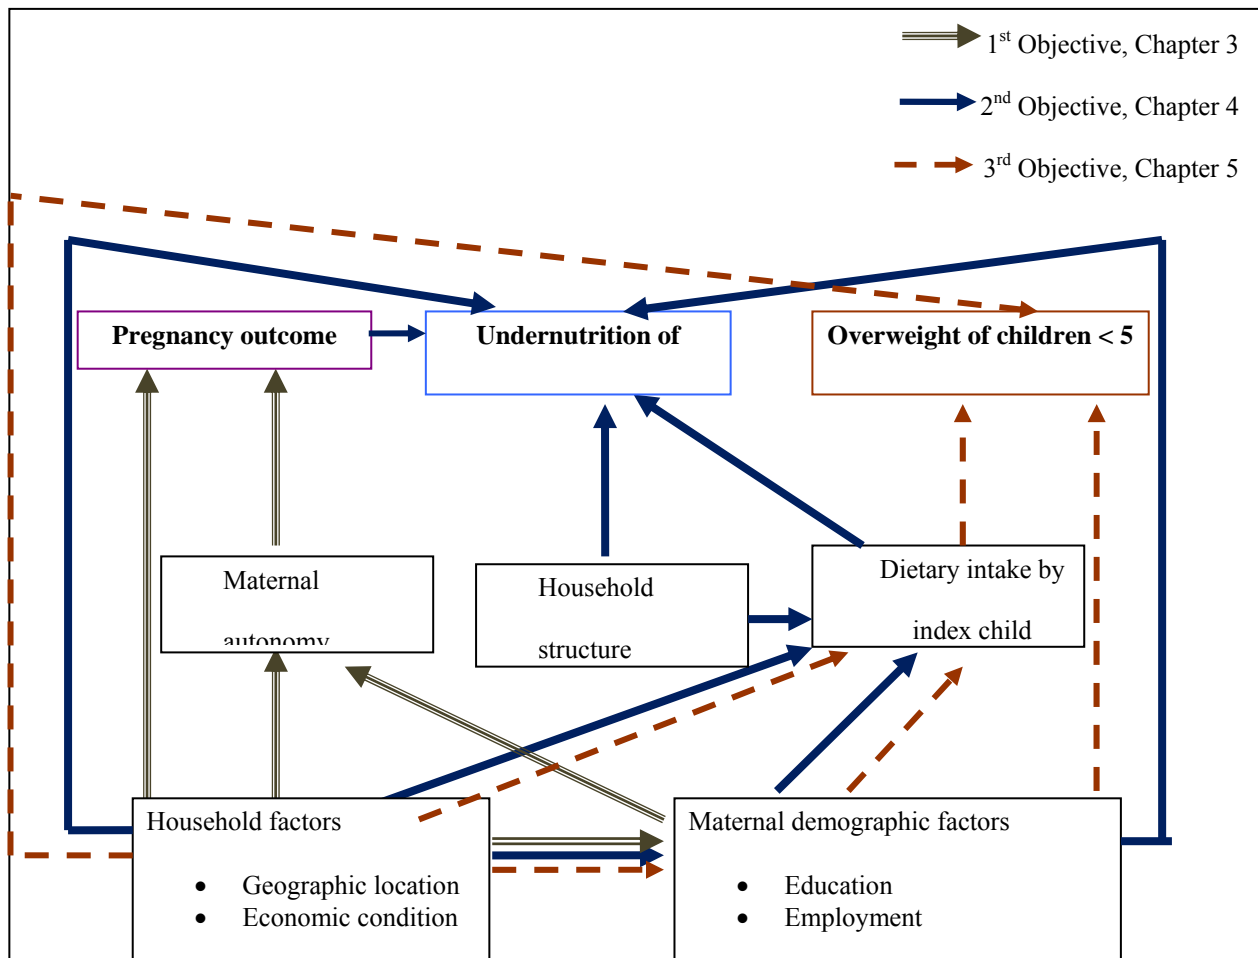 1st Objective, Chapter 3
2nd Objective, Chapter 4
3rd Objective, Chapter 5
Pregnancy outcome
Undernutrition of
Overweight of children < 5
Maternal
autonomy
Household
structure
Dietary intake by
index child
Household factors
• Geographic location
• Economic condition
Maternal demographic factors
• Education
• Employment